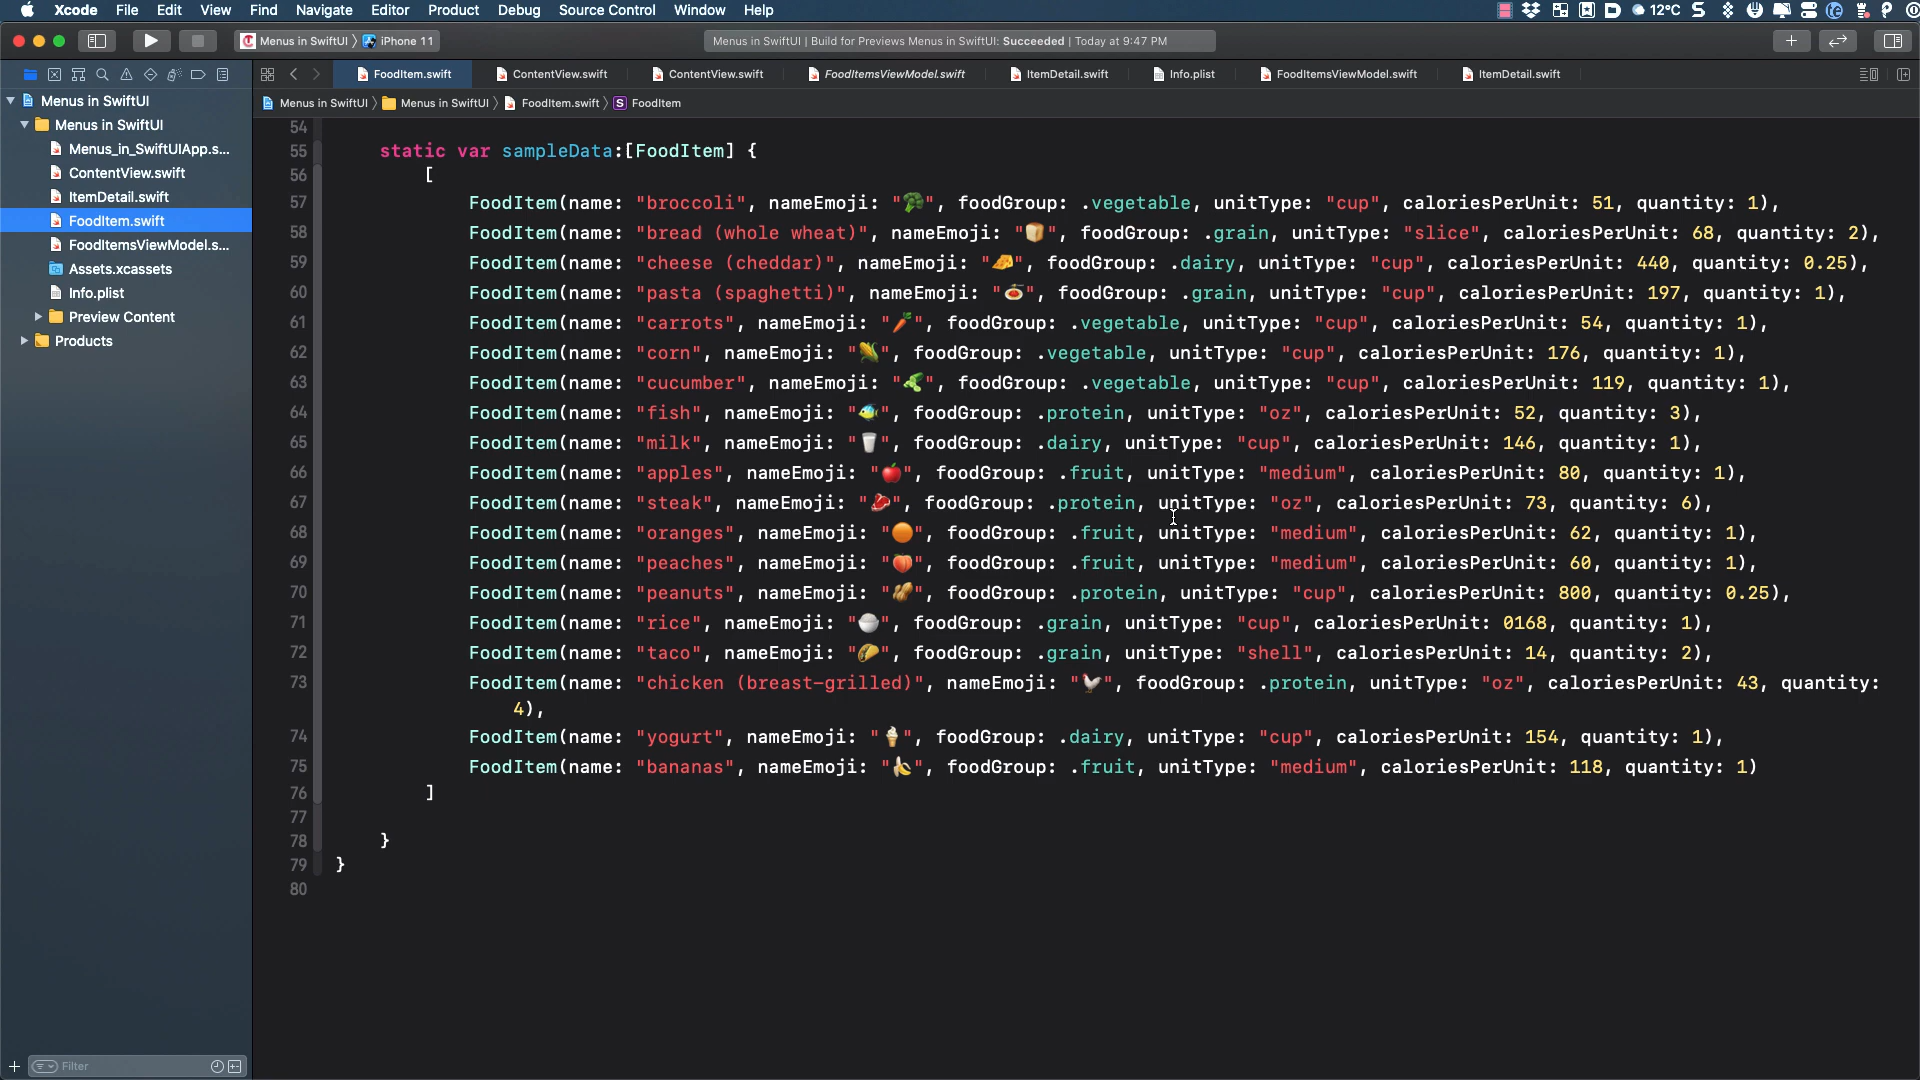 Xcode File Edit View Find Navigate Editor Product Debug Source Control Window Help 12°C
Menus in SwiftUI iPhone 11 Menus in SwiftUI | Build for Previews Menus in SwiftUI: Succeeded | Today at 9:47 PM
FoodItem.swift ContentView.swift ContentView.swift FoodItemsViewModel.swift ItemDetail.swift Info.plist FoodItemsViewModel.swift ItemDetail.swift
Menus in SwiftUI Menus in SwiftUI FoodItem.swift S FoodItem
Menus in SwiftUI
Menus in SwiftUI
Menus_in_SwiftUIApp.s...
ContentView.swift
ItemDetail.swift
FoodItem.swift
FoodItemsViewModel.s...
Assets.xcassets
Info.plist
Preview Content
Products
Filter
54
55 static var sampleData:[FoodItem] {
56 [
57 FoodItem(name: "broccoli", nameEmoji: "🥦", foodGroup: .vegetable, unitType: "cup", caloriesPerUnit: 51, quantity: 1),
58 FoodItem(name: "bread (whole wheat)", nameEmoji: "🍞", foodGroup: .grain, unitType: "slice", caloriesPerUnit: 68, quantity: 2),
59 FoodItem(name: "cheese (cheddar)", nameEmoji: "🧀", foodGroup: .dairy, unitType: "cup", caloriesPerUnit: 440, quantity: 0.25),
60 FoodItem(name: "pasta (spaghetti)", nameEmoji: "🍝", foodGroup: .grain, unitType: "cup", caloriesPerUnit: 197, quantity: 1),
61 FoodItem(name: "carrots", nameEmoji: "🥕", foodGroup: .vegetable, unitType: "cup", caloriesPerUnit: 54, quantity: 1),
62 FoodItem(name: "corn", nameEmoji: "🌽", foodGroup: .vegetable, unitType: "cup", caloriesPerUnit: 176, quantity: 1),
63 FoodItem(name: "cucumber", nameEmoji: "🥒", foodGroup: .vegetable, unitType: "cup", caloriesPerUnit: 119, quantity: 1),
64 FoodItem(name: "fish", nameEmoji: "🐠", foodGroup: .protein, unitType: "oz", caloriesPerUnit: 52, quantity: 3),
65 FoodItem(name: "milk", nameEmoji: "🥛", foodGroup: .dairy, unitType: "cup", caloriesPerUnit: 146, quantity: 1),
66 FoodItem(name: "apples", nameEmoji: "🍎", foodGroup: .fruit, unitType: "medium", caloriesPerUnit: 80, quantity: 1),
67 FoodItem(name: "steak", nameEmoji: "🥩", foodGroup: .protein, unitType: "oz", caloriesPerUnit: 73, quantity: 6),
68 FoodItem(name: "oranges", nameEmoji: "🟠", foodGroup: .fruit, unitType: "medium", caloriesPerUnit: 62, quantity: 1),
69 FoodItem(name: "peaches", nameEmoji: "🍑", foodGroup: .fruit, unitType: "medium", caloriesPerUnit: 60, quantity: 1),
70 FoodItem(name: "peanuts", nameEmoji: "🥜", foodGroup: .protein, unitType: "cup", caloriesPerUnit: 800, quantity: 0.25),
71 FoodItem(name: "rice", nameEmoji: "🍚", foodGroup: .grain, unitType: "cup", caloriesPerUnit: 0168, quantity: 1),
72 FoodItem(name: "taco", nameEmoji: "🌮", foodGroup: .grain, unitType: "shell", caloriesPerUnit: 14, quantity: 2),
73 FoodItem(name: "chicken (breast-grilled)", nameEmoji: "🐓", foodGroup: .protein, unitType: "oz", caloriesPerUnit: 43, quantity:
4),
74 FoodItem(name: "yogurt", nameEmoji: "🍦", foodGroup: .dairy, unitType: "cup", caloriesPerUnit: 154, quantity: 1),
75 FoodItem(name: "bananas", nameEmoji: "🍌", foodGroup: .fruit, unitType: "medium", caloriesPerUnit: 118, quantity: 1)
76 ]
77
78 }
79 }
80